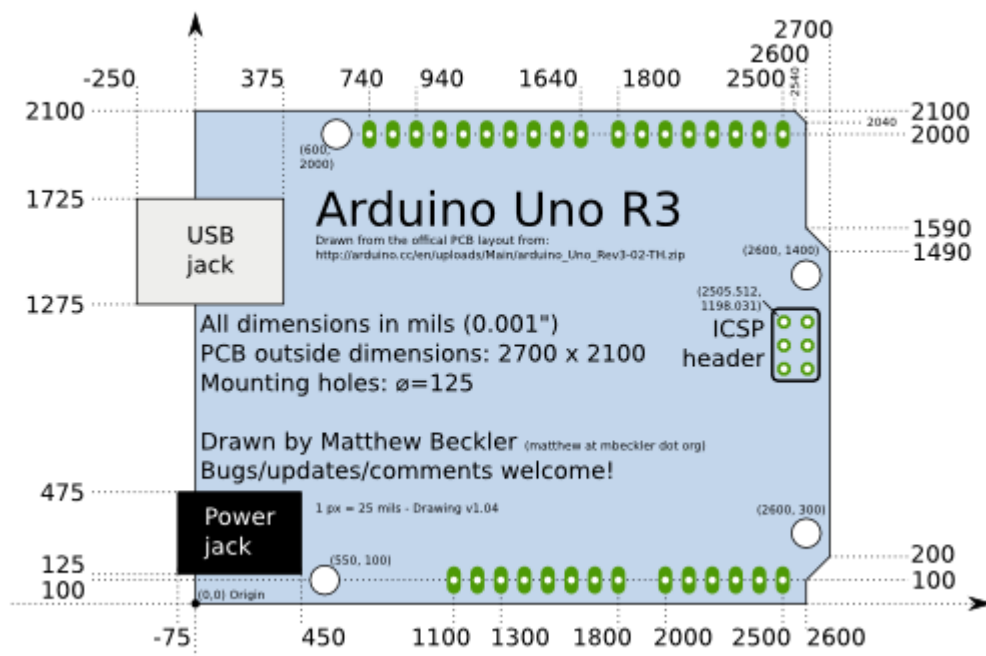 2700
2600
-250 375 740 940 1640 1800 2500 2540
2100 2100
2040
2000
(600,
2000)
1725
Arduino Uno R3
USB
jack
Drawn from the offical PCB layout from:
http://arduino.cc/en/uploads/Main/arduino_Uno_Rev3-02-TH.zip
1590
(2600, 1400)
1490
(2505.512,
1198.031)
1275
All dimensions in mils (0.001")
ICSP
header
PCB outside dimensions: 2700 x 2100
Mounting holes: ø=125
Drawn by Matthew Beckler (matthew at mbeckler dot org)
Bugs/updates/comments welcome!
475
1 px = 25 mils - Drawing v1.04
(2600, 300)
Power
jack
(550, 100)
200
125
100 100
(0,0) Origin
-75 450 1100 1300 1800 2000 2500 2600